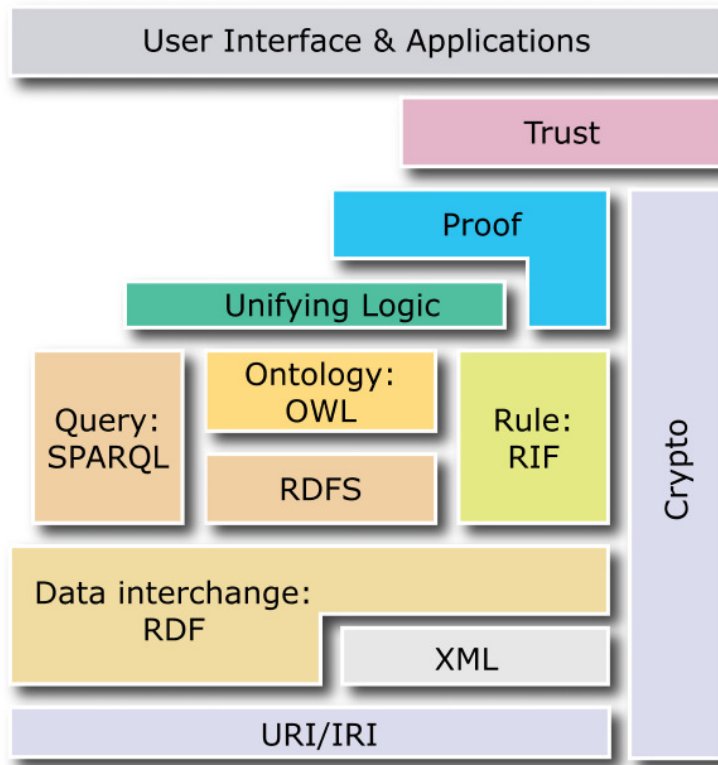 User Interface & Applications
Trust
Proof
Unifying Logic
Query:
SPARQL
Ontology:
OWL
RDFS
Rule:
RIF
Crypto
Data interchange:
RDF
XML
URI/IRI